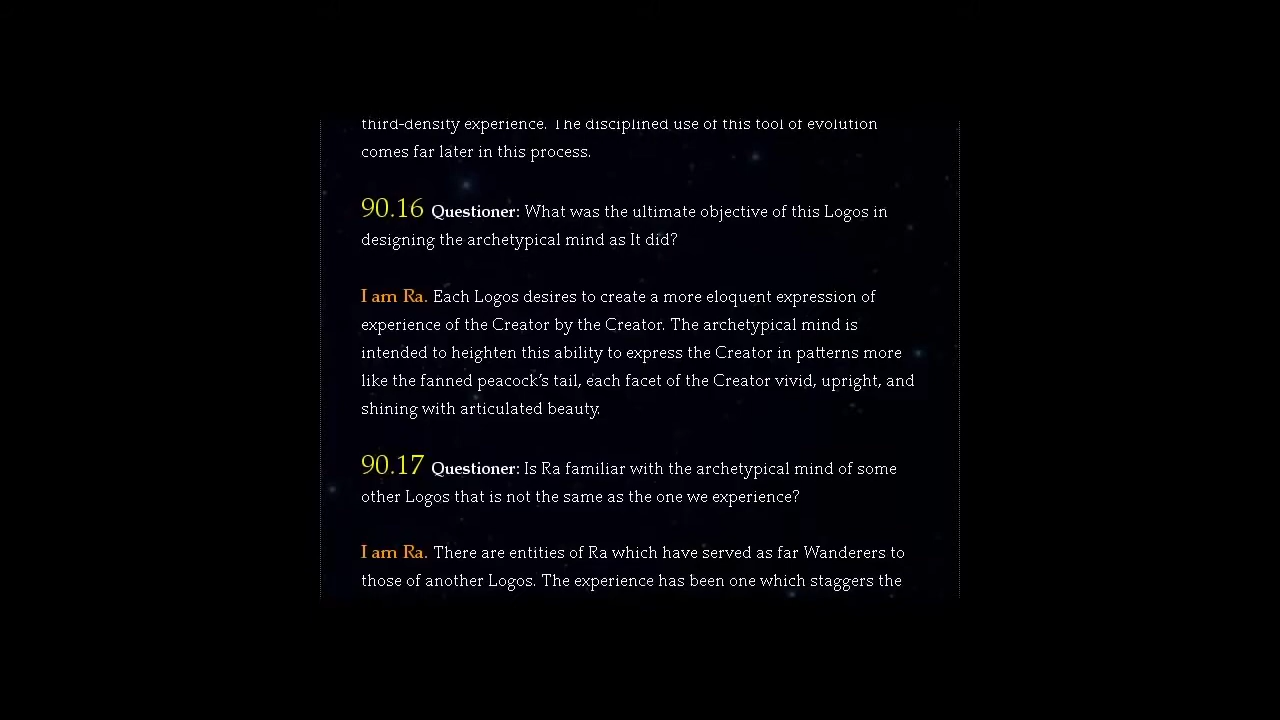 third-density experience. The disciplined use of this tool of evolution
comes far later in this process.
90.16 Questioner: What was the ultimate objective of this Logos in
designing the archetypical mind as It did?
I am Ra. Each Logos desires to create a more eloquent expression of
experience of the Creator by the Creator. The archetypical mind is
intended to heighten this ability to express the Creator in patterns more
like the fanned peacock's tail, each facet of the Creator vivid, upright, and
shining with articulated beauty.
90.17 Questioner: Is Ra familiar with the archetypical mind of some
other Logos that is not the same as the one we experience?
I am Ra. There are entities of Ra which have served as far Wanderers to
those of another Logos. The experience has been one which staggers the